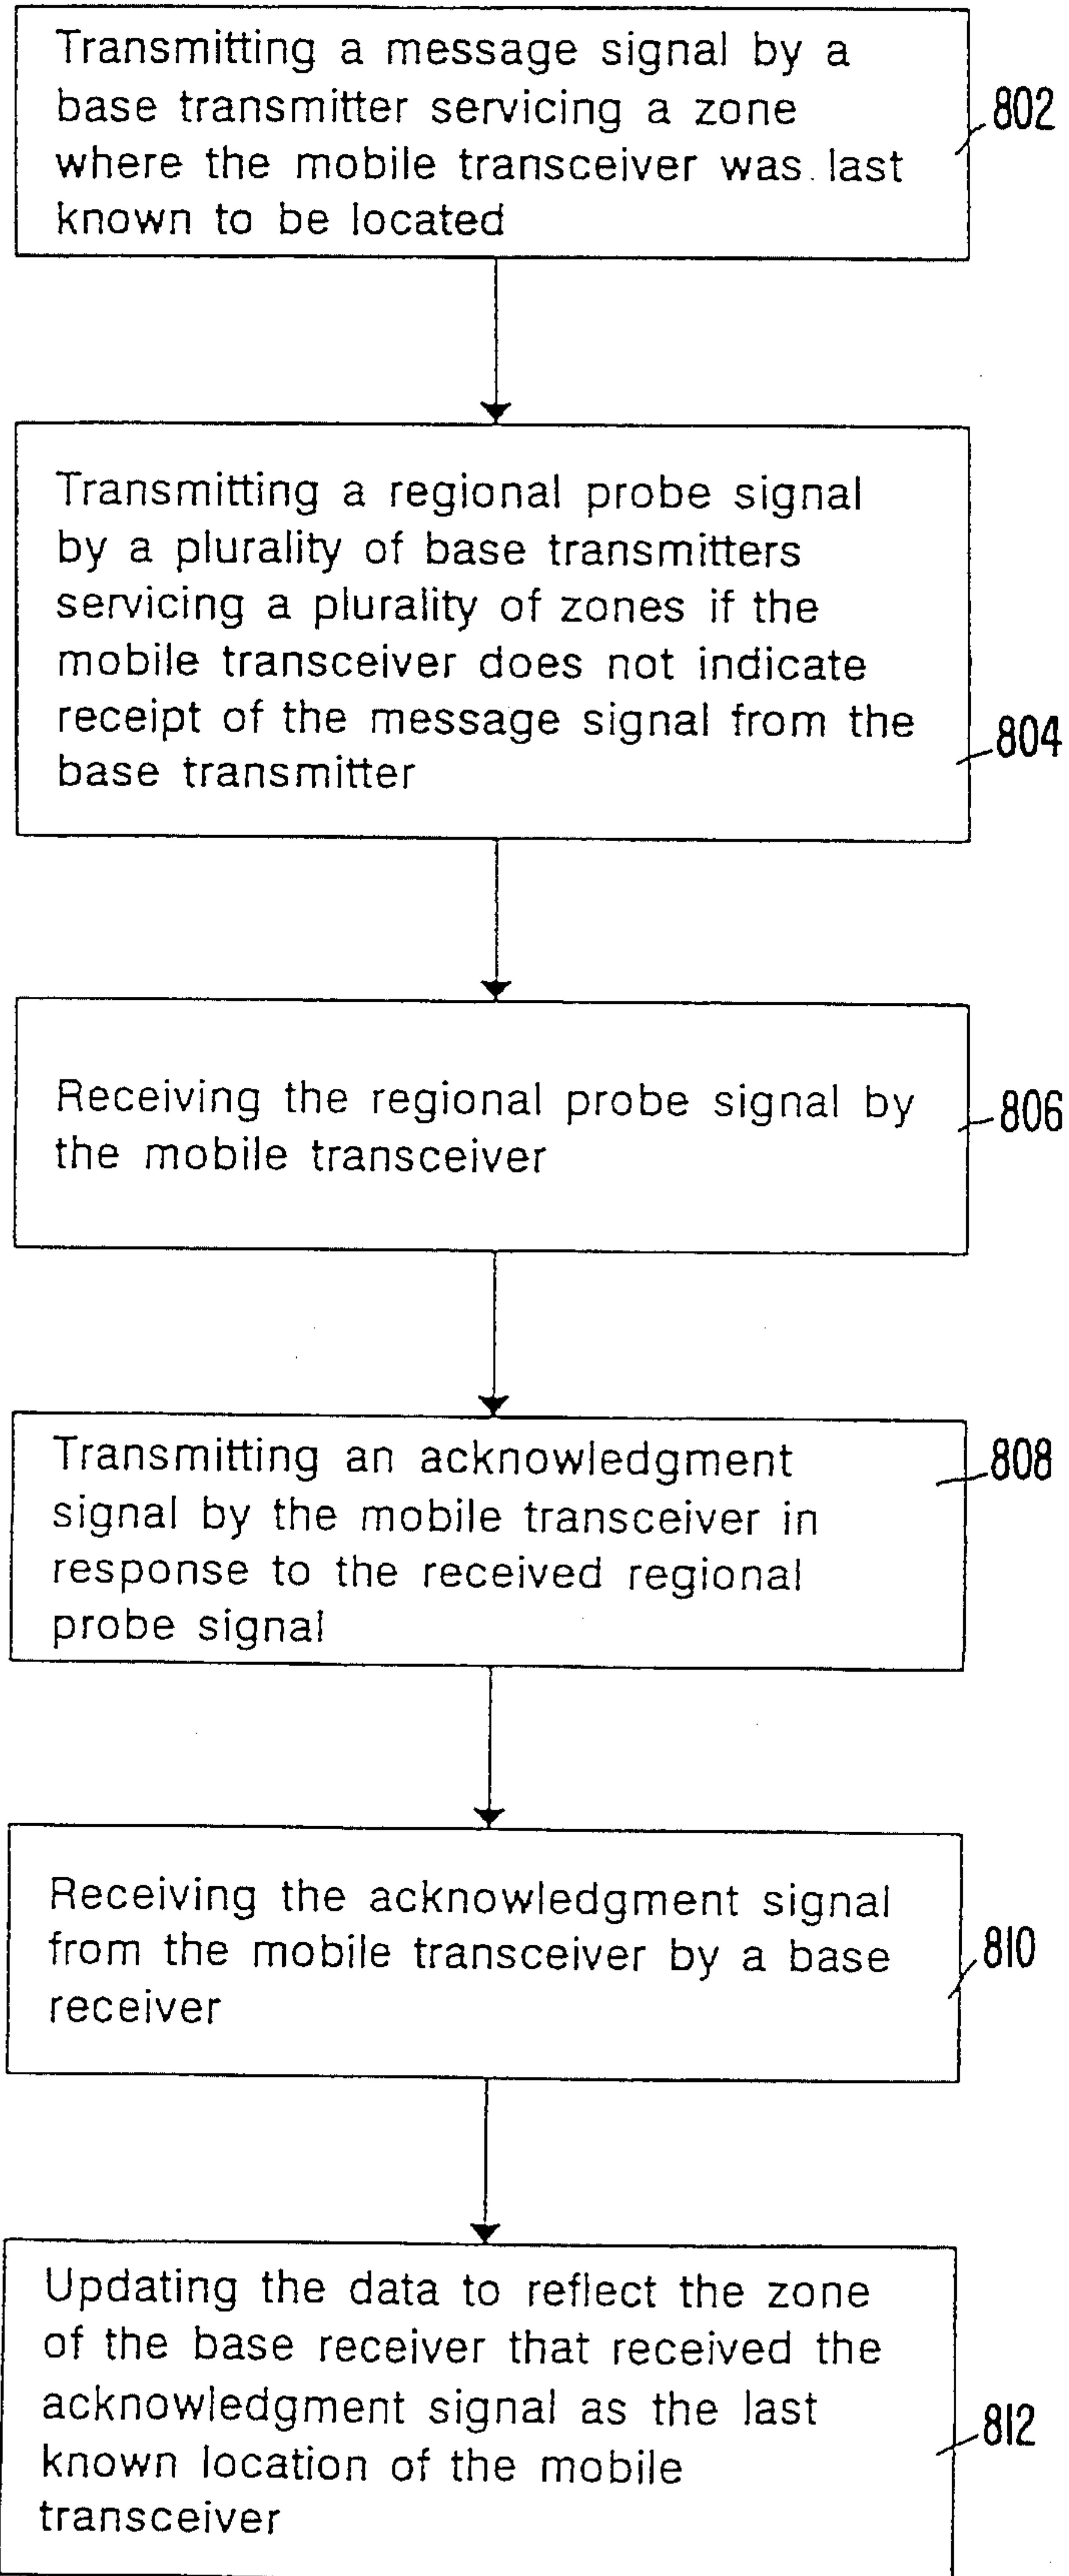 Transmitting a message signal by a
base transmitter servicing a zone
where the mobile transceiver was last
known to be located
802
Transmitting a regional probe signal
by a plurality of base transmitters
servicing a plurality of zones if the
mobile transceiver does not indicate
receipt of the message signal from the
base transmitter
804
Receiving the regional probe signal by
the mobile transceiver
806
Transmitting an acknowledgment
signal by the mobile transceiver in
response to the received regional
probe signal
808
Receiving the acknowledgment signal
from the mobile transceiver by a base
receiver
810
Updating the data to reflect the zone
of the base receiver that received the
acknowledgment signal as the last
known location of the mobile
transceiver
812